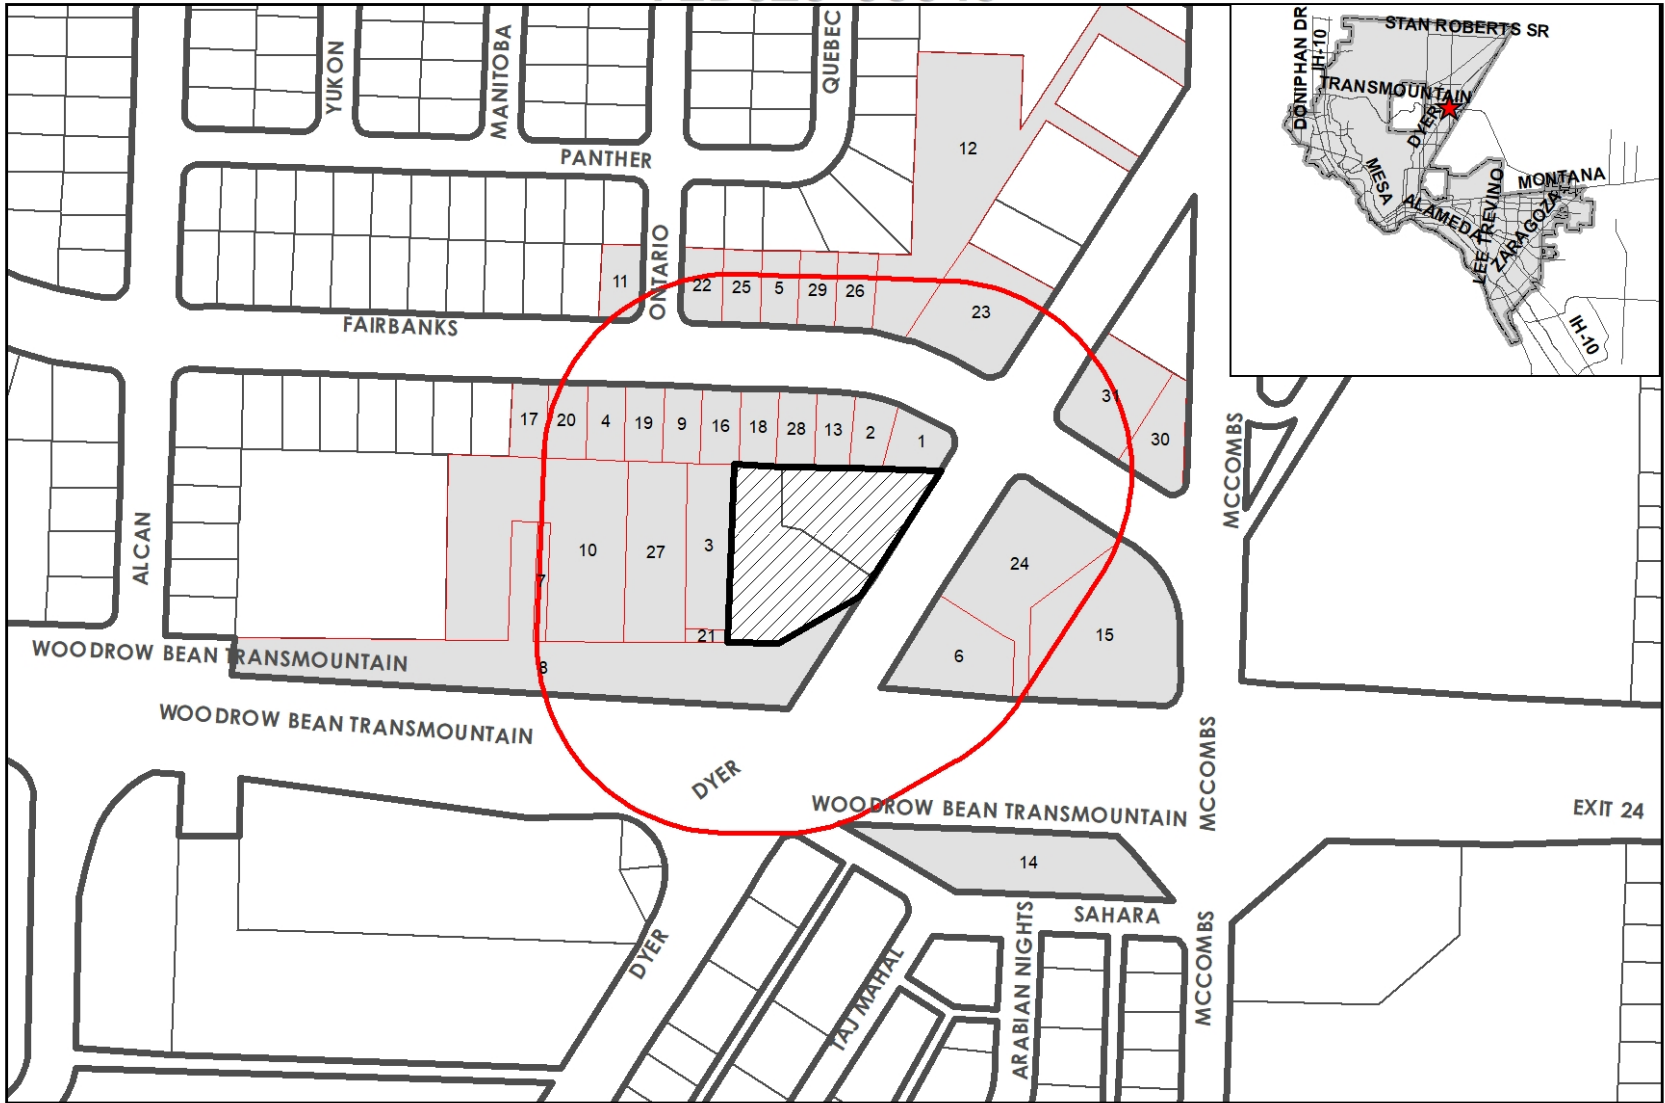 YUKON
MANITOBA
QUEBEC
PANTHER
12
ONTARIO
11
22
25
5
29
26
23
FAIRBANKS
31
30
17
20
4
19
9
16
18
28
13
2
1
ALCAN
10
27
3
7
21
8
24
6
15
MCCOMBS
WOODROW BEAN TRANSMOUNTAIN
WOODROW BEAN TRANSMOUNTAIN
DYER
WOODROW BEAN TRANSMOUNTAIN
MCCOMBS
EXIT 24
14
SAHARA
DYER
TAJ MAHAL
ARABIAN NIGHTS
MCCOMBS
DONIPHAN DR
IH-10
STAN ROBERTS SR
TRANSMOUNTAIN
DYER
MESA
ALAMEDA
LEE TREVINO
MONTANA
ZARAGOZA
IH-10